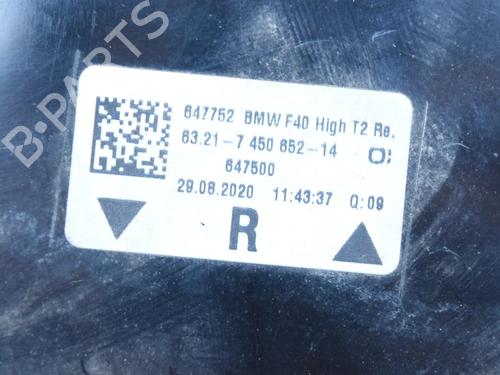 B-PARTS
647752 BMW F40 High T2 Re.
63.21-7 450 652-14
647500
29.08.2020 11:43:37 Q:09
R